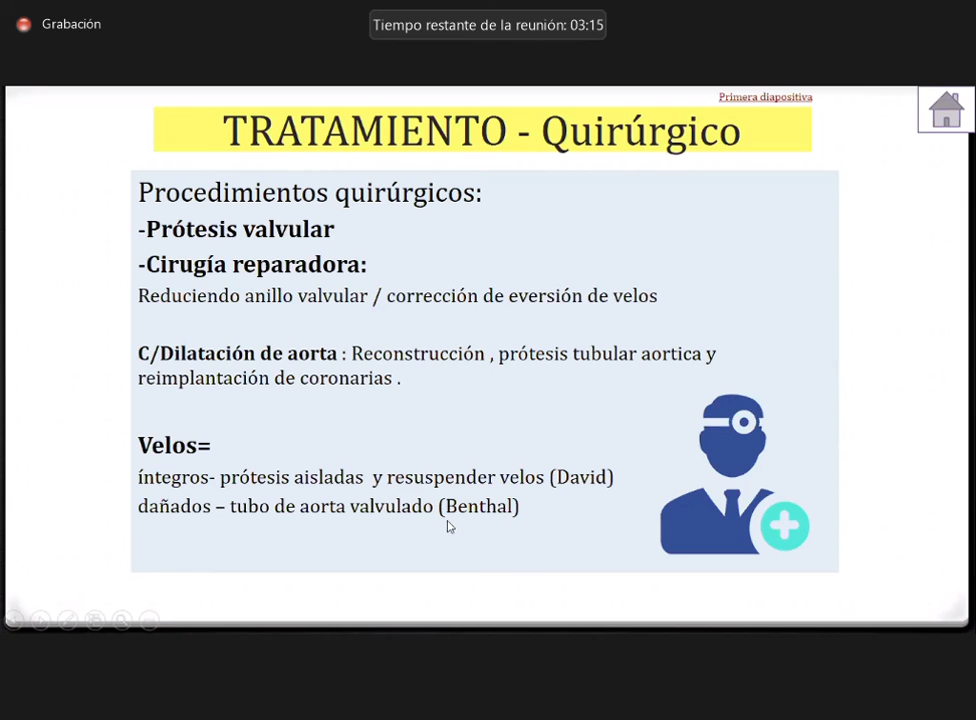 Grabación
Tiempo restante de la reunión: 03:15
Primera diapositiva
TRATAMIENTO - Quirúrgico
Procedimientos quirúrgicos:
-Prótesis valvular
-Cirugía reparadora:
Reduciendo anillo valvular / corrección de eversión de velos
C/Dilatación de aorta : Reconstrucción , prótesis tubular aortica y
reimplantación de coronarias .
Velos=
íntegros- prótesis aisladas y resuspender velos (David)
dañados – tubo de aorta valvulado (Benthal)